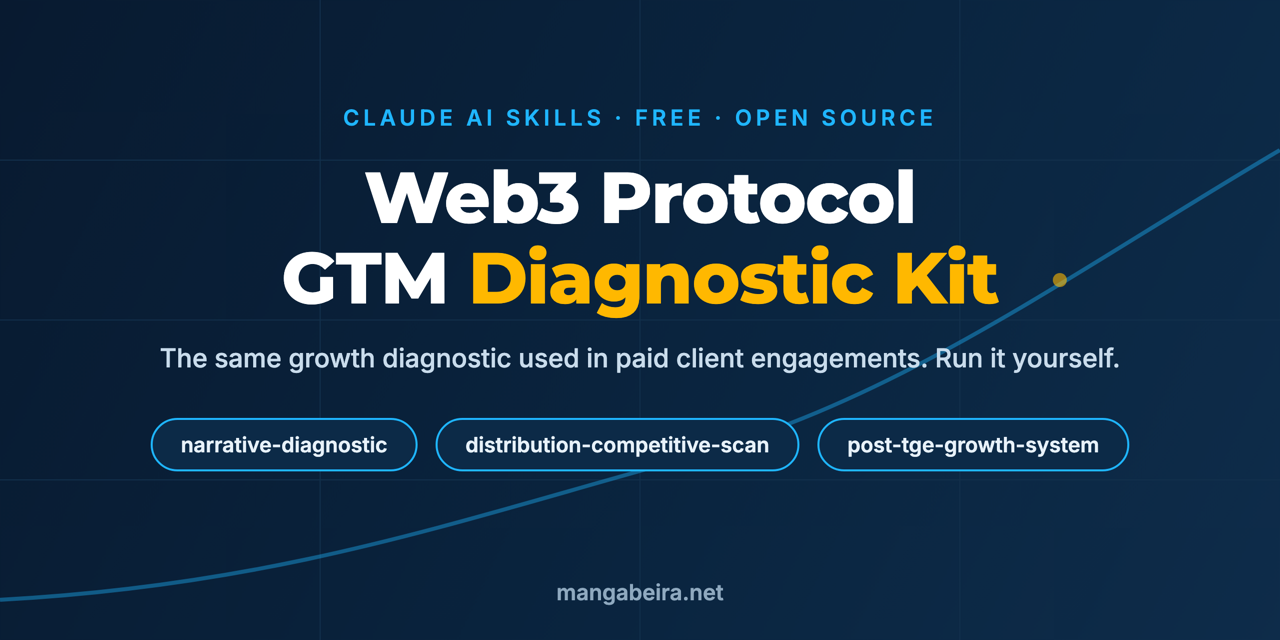 CLAUDE AI SKILLS · FREE · OPEN SOURCE
Web3 Protocol
GTM Diagnostic Kit
The same growth diagnostic used in paid client engagements. Run it yourself.
narrative-diagnostic
distribution-competitive-scan
post-tge-growth-system
mangabeira.net